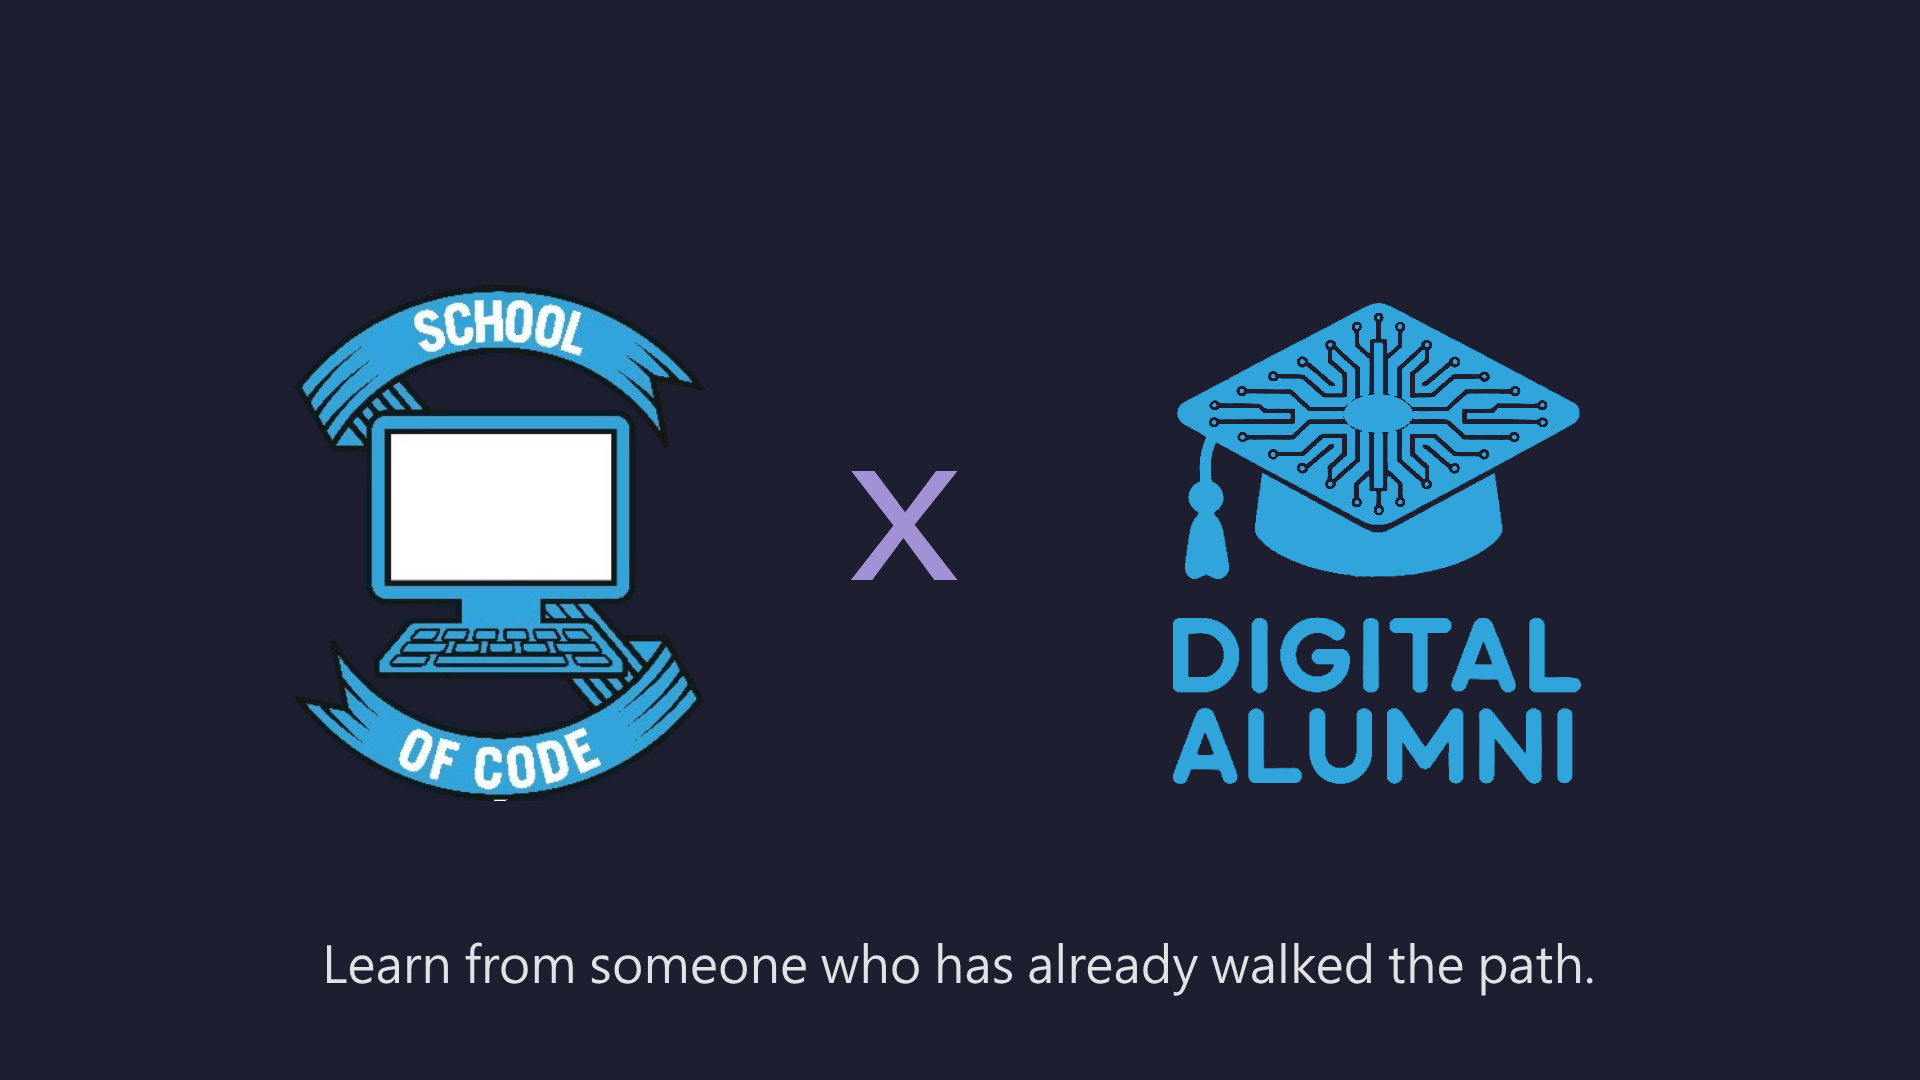 SCHOOL
OF CODE
X
DIGITAL
ALUMNI
Learn from someone who has already walked the path.